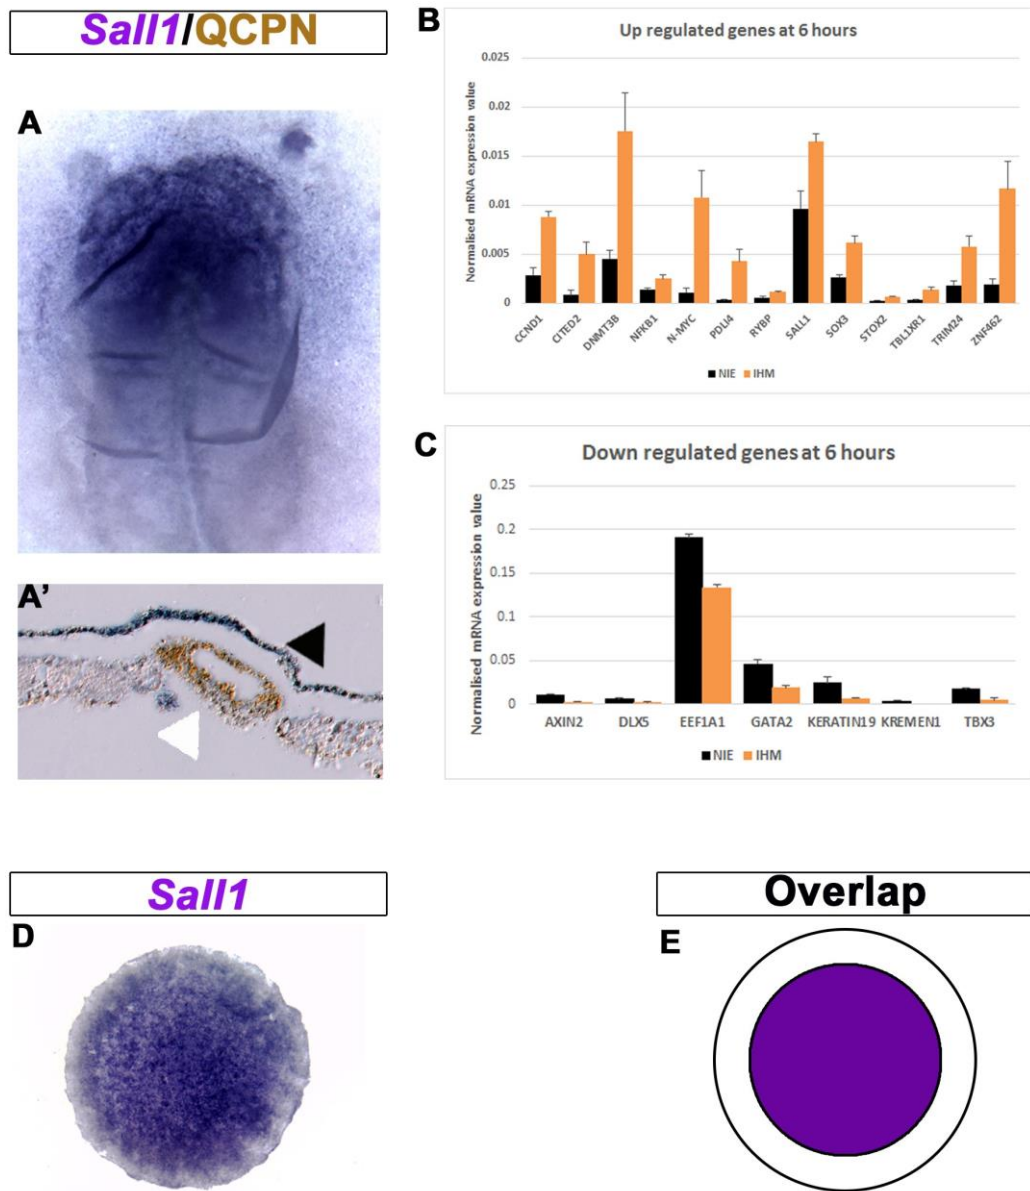 Sall1/QCPN
A
A’
B
Up regulated genes at 6 hours
Normalised mRNA expression value
0.025
0.02
0.015
0.01
0.005
0
CCND1 CITED2 DNMT3B NFKB1 N-MYC PDLI4 RYBP SALL1 SOX3 STOX2 TBL1XR1 TRIM24 ZNF462
NIE IHM
C
Down regulated genes at 6 hours
Normalised mRNA expression value
0.25
0.2
0.15
0.1
0.05
0
AXIN2 DLX5 EEF1A1 GATA2 KERATIN19 KREMEN1 TBX3
NIE IHM
Sall1
D
Overlap
E